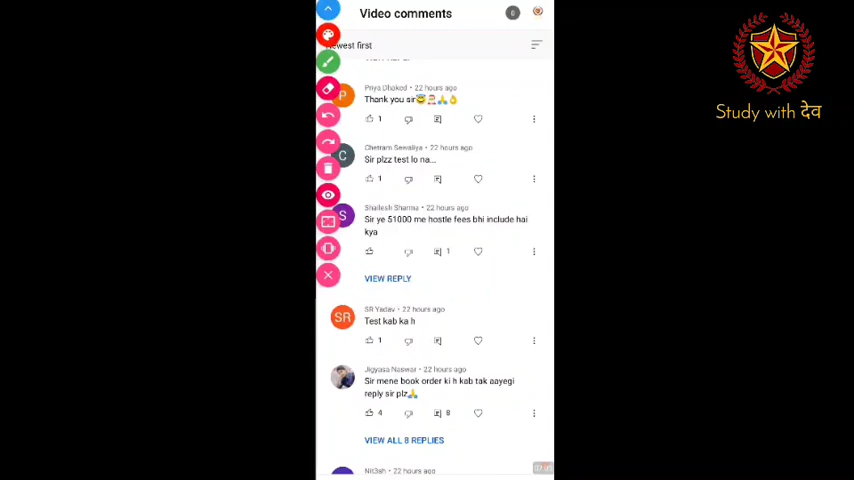 Video comments
0
Newest first
Study with देव
Priya Dhaked • 22 hours ago
P
Thank you sir😇🎅🙏👌
1
Chetram Sewaliya • 22 hours ago
C
Sir plzz test lo na...
1
Shailesh Sharma • 22 hours ago
S
Sir ye 51000 me hostle fees bhi include hai
kya
1
VIEW REPLY
SR Yadav • 22 hours ago
SR
Test kab ka h
1
Jigyasa Naswai • 22 hours ago
Sir mene book order ki h kab tak aayegi
reply sir plz🙏
4 8
VIEW ALL 8 REPLIES
Nit3sh • 22 hours ago